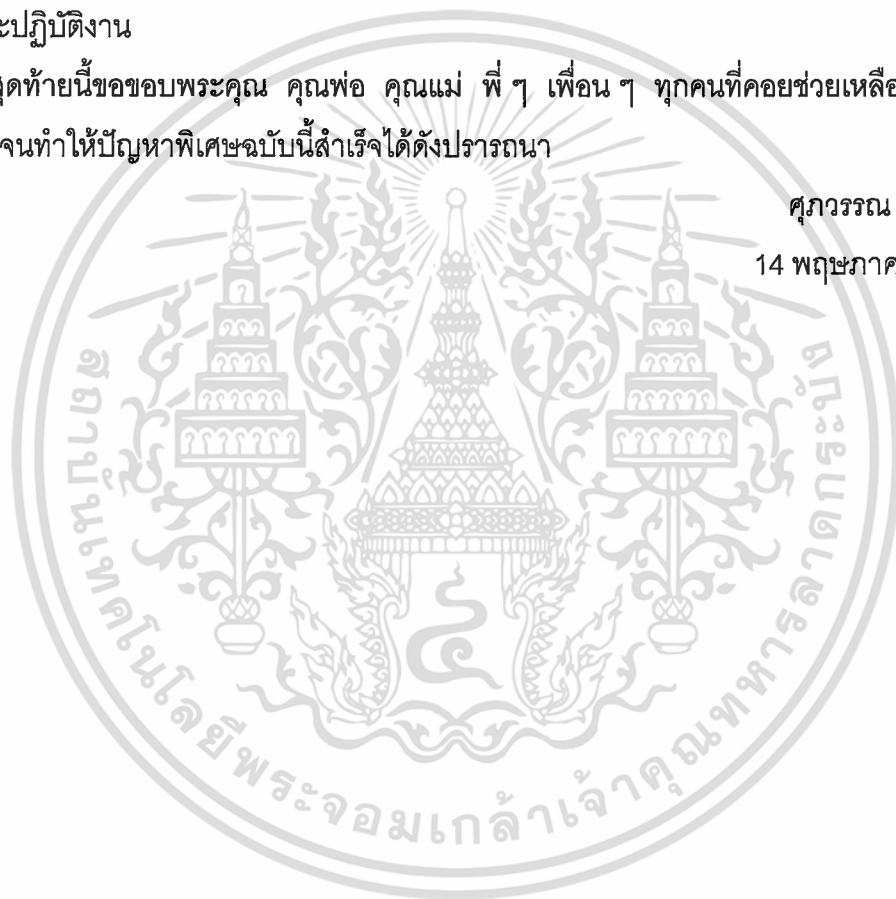 ะปฏิบัติงาน
สุดท้ายนี้ขอขอบพระคุณ คุณพ่อ คุณแม่ พี่ ๆ เพื่อน ๆ ทุกคนที่คอยช่วยเหลือ
จนทำให้ปัญหาพิเศษฉบับนี้สำเร็จได้ดังปรารถนา
ศุภวรรณ
14 พฤษภาค
สถาบันเทคโนโลยีพระจอมเกล้าเจ้าคุณทหารลาดกระบัง
๔